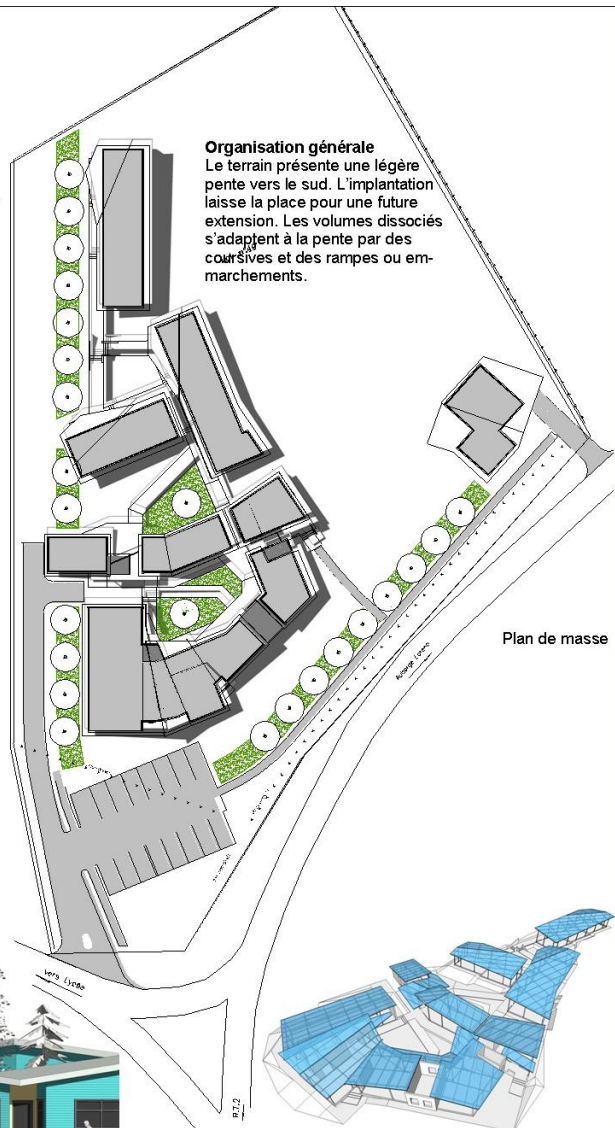 Organisation générale
Le terrain présente une légère
pente vers le sud. L'implantation
laisse la place pour une future
extension. Les volumes dissociés
s'adaptent à la pente par des
coursives et des rampes ou em-
marchements.
Plan de masse
vers Lycée
R.T.2